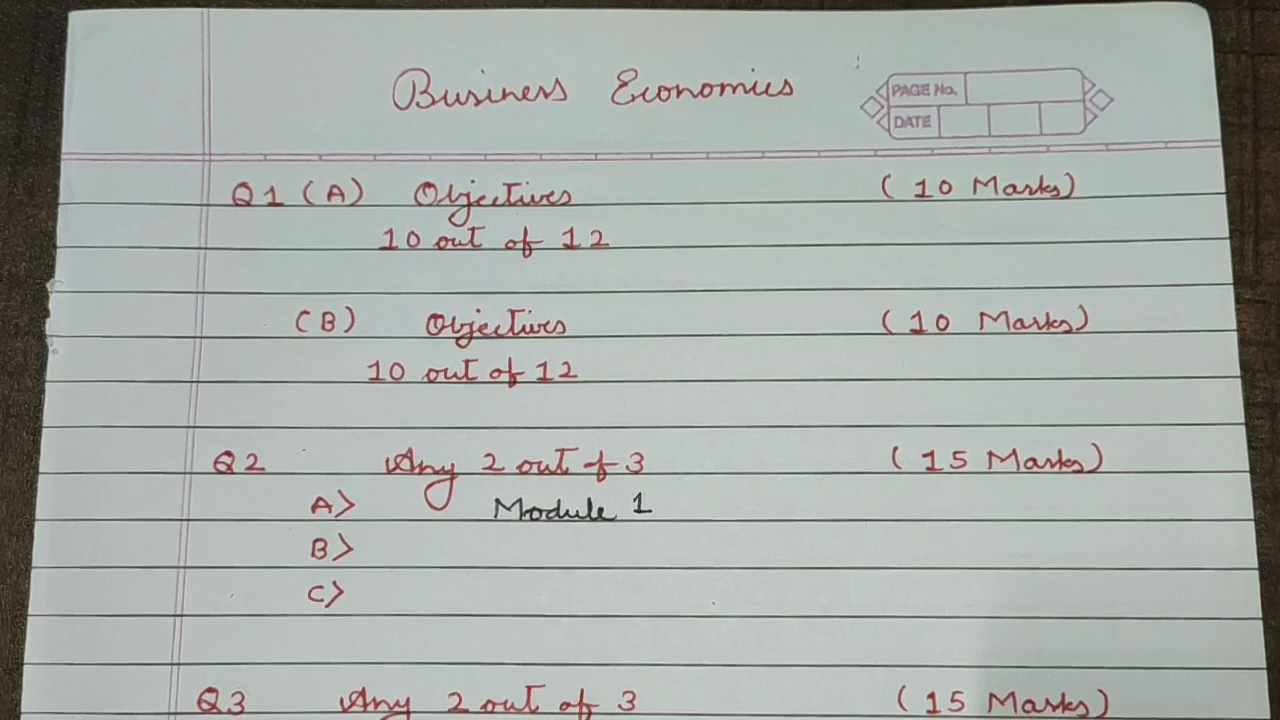 Business Economics
PAGE No.
DATE
Q1 (A) Objectives (10 Marks)
10 out of 12
(B) Objectives (10 Marks)
10 out of 12
Q2 Any 2 out of 3 (15 Marks)
A> Module 1
B>
C>
Q3 Any 2 out of 3 (15 Marks)